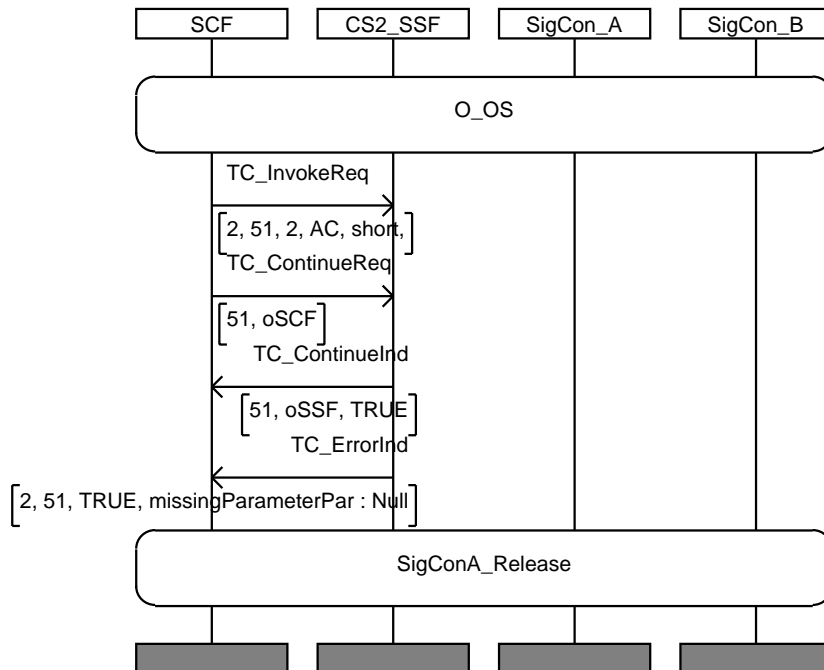 SCF CS2_SSF SigCon_A SigCon_B
O_OS
TC_InvokeReq
2, 51, 2, AC, short,
TC_ContinueReq
51, oSCF
TC_ContinueInd
51, oSSF, TRUE
TC_ErrorInd
2, 51, TRUE, missingParameterPar : Null
SigConA_Release